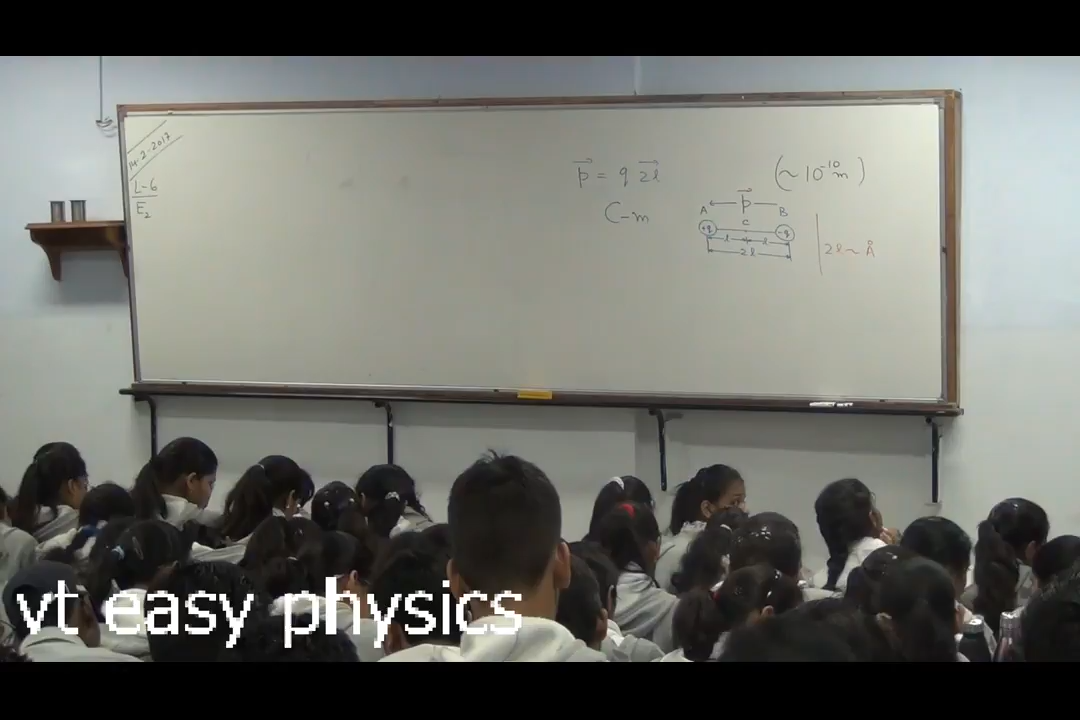 14-2-2017
L-6
E₂
p⃗ = q 2l⃗
C-m
(~ 10⁻¹⁰ m)
A p⃗ B
C
+q -q
l l
2l
2l ~ Å
vt easy physics